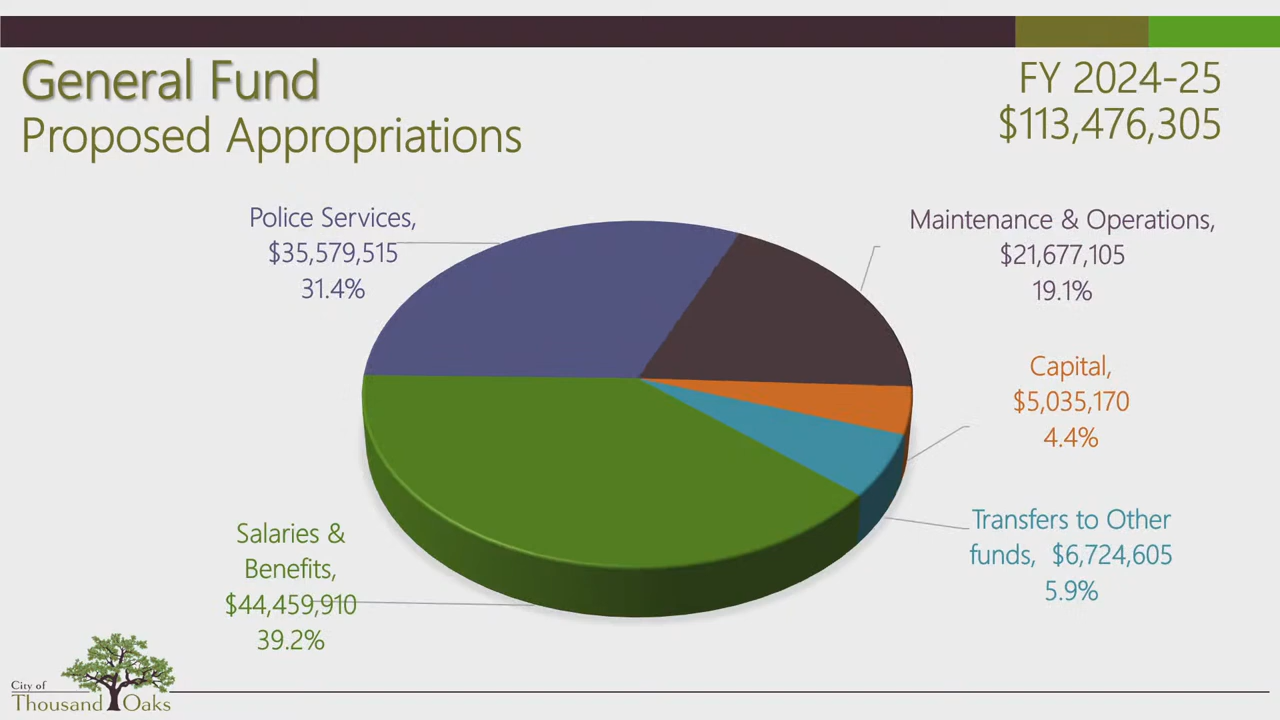 General Fund
Proposed Appropriations
FY 2024-25
$113,476,305
Police Services,
$35,579,515
31.4%
Maintenance & Operations,
$21,677,105
19.1%
Capital,
$5,035,170
4.4%
Transfers to Other
funds, $6,724,605
5.9%
Salaries &
Benefits,
$44,459,910
39.2%
City of
Thousand Oaks